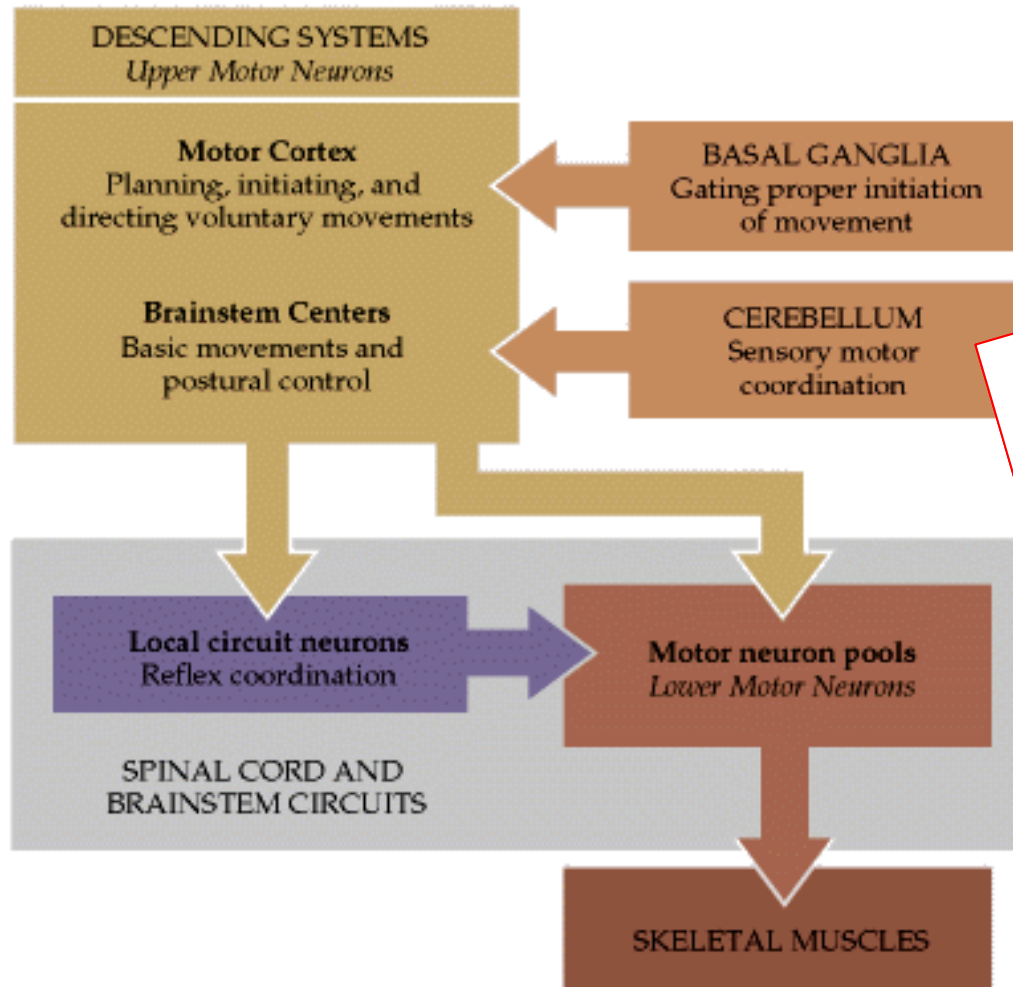 DESCENDING SYSTEMS
Upper Motor Neurons
Motor Cortex
Planning, initiating, and
directing voluntary movements
Brainstem Centers
Basic movements and
postural control
BASAL GANGLIA
Gating proper initiation
of movement
CEREBELLUM
Sensory motor
coordination
Local circuit neurons
Reflex coordination
Motor neuron pools
Lower Motor Neurons
SPINAL CORD AND
BRAINSTEM CIRCUITS
SKELETAL MUSCLES